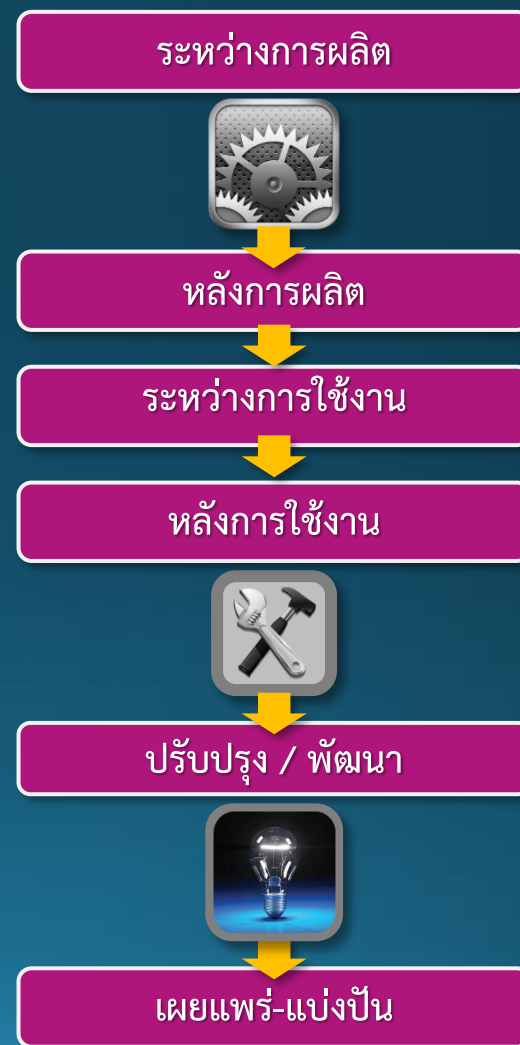 ระหว่างการผลิต
หลังการผลิต
ระหว่างการใช้งาน
หลังการใช้งาน
ปรับปรุง / พัฒนา
เผยแพร่-แบ่งปัน